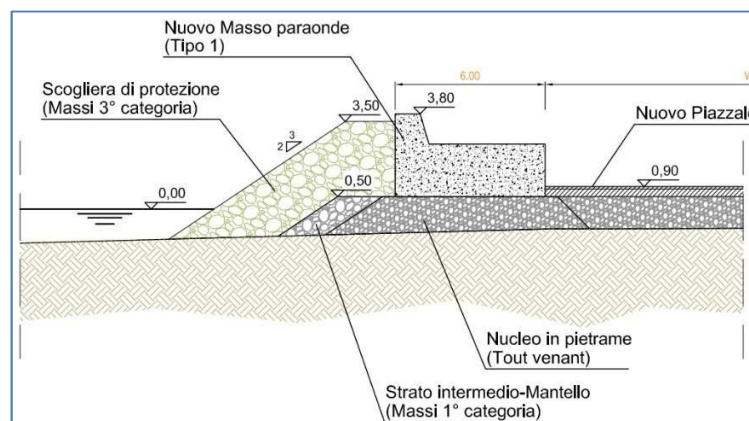 Nuovo Masso paraonde
(Tipo 1)
6.00
Scogliera di protezione
(Massi 3° categoria)
3,50
3,80
Nuovo Piazzale
3
2
0,50
0,90
0,00
Nucleo in pietrame
(Tout venant)
Strato intermedio-Mantello
(Massi 1° categoria)